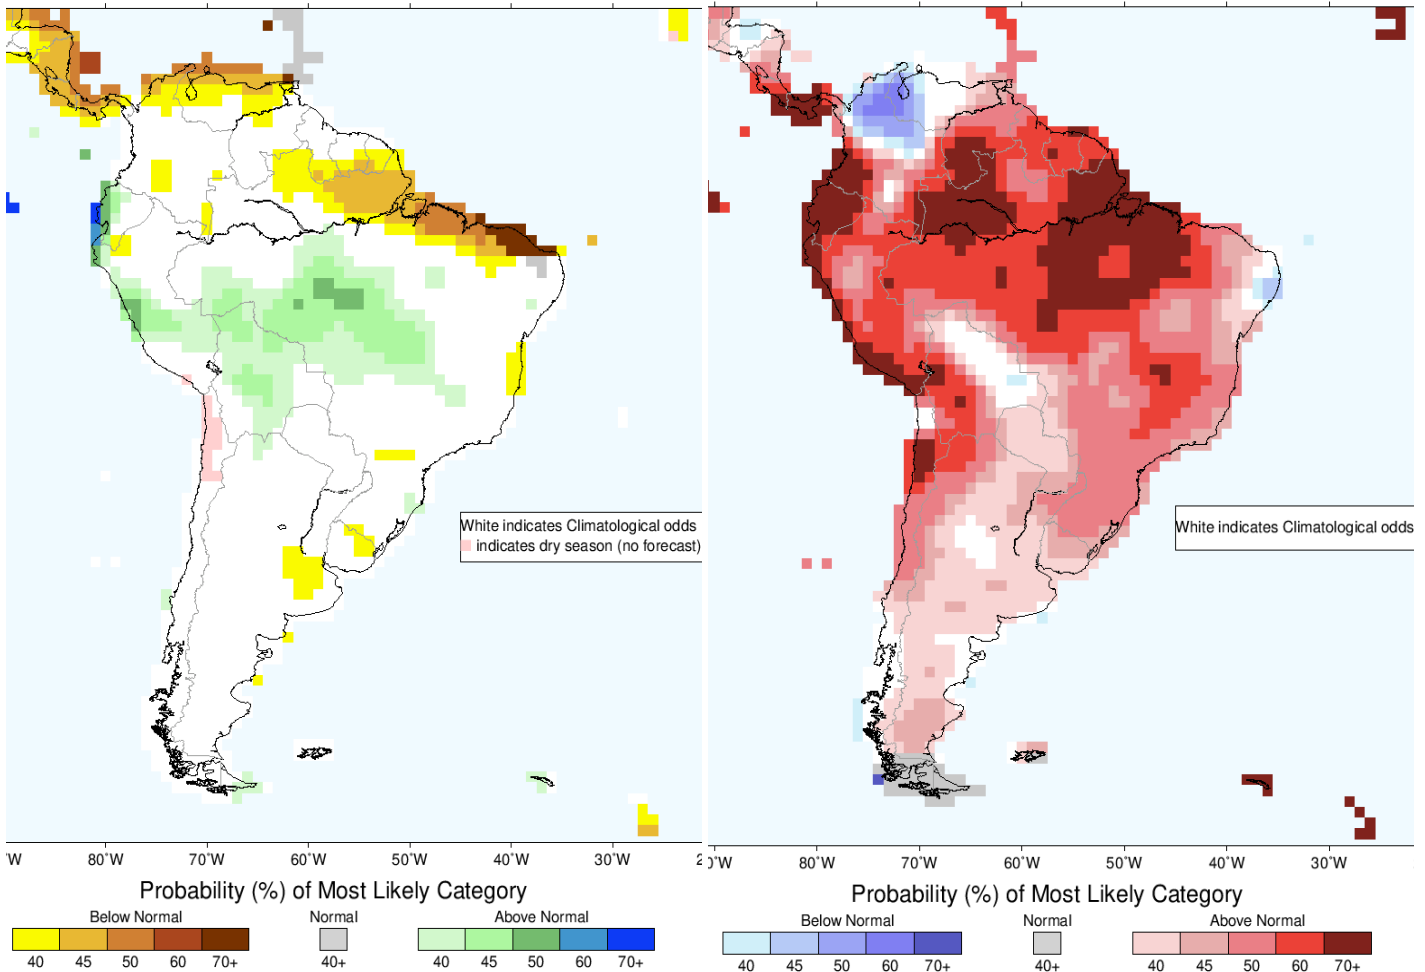 White indicates Climatological odds
indicates dry season (no forecast)
White indicates Climatological odds
°W 80°W 70°W 60°W 50°W 40°W 30°W 2
0°W 80°W 70°W 60°W 50°W 40°W 30°W
Probability (%) of Most Likely Category
Below Normal Normal Above Normal
40 45 50 60 70+ 40+ 40 45 50 60 70+
Probability (%) of Most Likely Category
Below Normal Normal Above Normal
40 45 50 60 70+ 40+ 40 45 50 60 70+